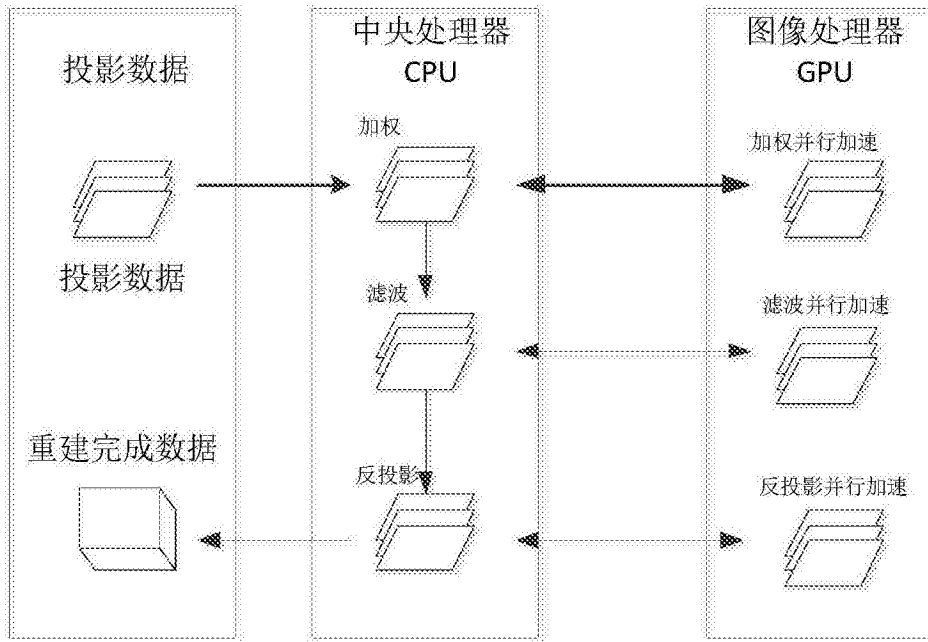 投影数据
投影数据
重建完成数据
中央处理器
CPU
加权
滤波
反投影
图像处理器
GPU
加权并行加速
滤波并行加速
反投影并行加速